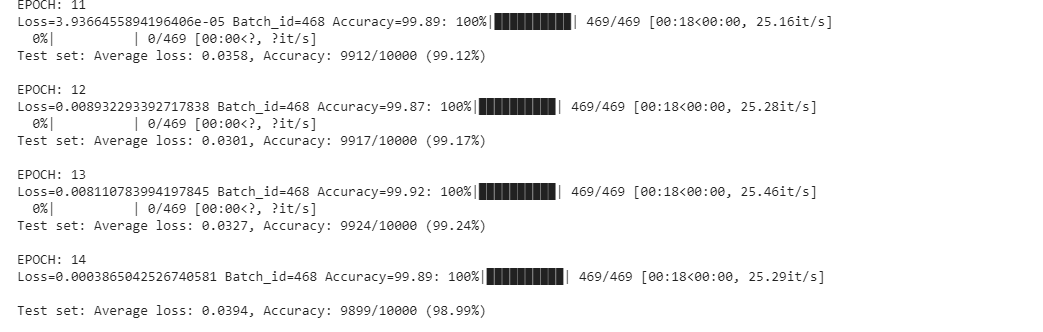 EPOCH: 11
Loss=3.9366455894196406e-05 Batch_id=468 Accuracy=99.89: 100%|██████████| 469/469 [00:18<00:00, 25.16it/s]
0%| | 0/469 [00:00<?, ?it/s]
Test set: Average loss: 0.0358, Accuracy: 9912/10000 (99.12%)
EPOCH: 12
Loss=0.008932293392717838 Batch_id=468 Accuracy=99.87: 100%|██████████| 469/469 [00:18<00:00, 25.28it/s]
0%| | 0/469 [00:00<?, ?it/s]
Test set: Average loss: 0.0301, Accuracy: 9917/10000 (99.17%)
EPOCH: 13
Loss=0.008110783994197845 Batch_id=468 Accuracy=99.92: 100%|██████████| 469/469 [00:18<00:00, 25.46it/s]
0%| | 0/469 [00:00<?, ?it/s]
Test set: Average loss: 0.0327, Accuracy: 9924/10000 (99.24%)
EPOCH: 14
Loss=0.0003865042526740581 Batch_id=468 Accuracy=99.89: 100%|██████████| 469/469 [00:18<00:00, 25.29it/s]
Test set: Average loss: 0.0394, Accuracy: 9899/10000 (98.99%)